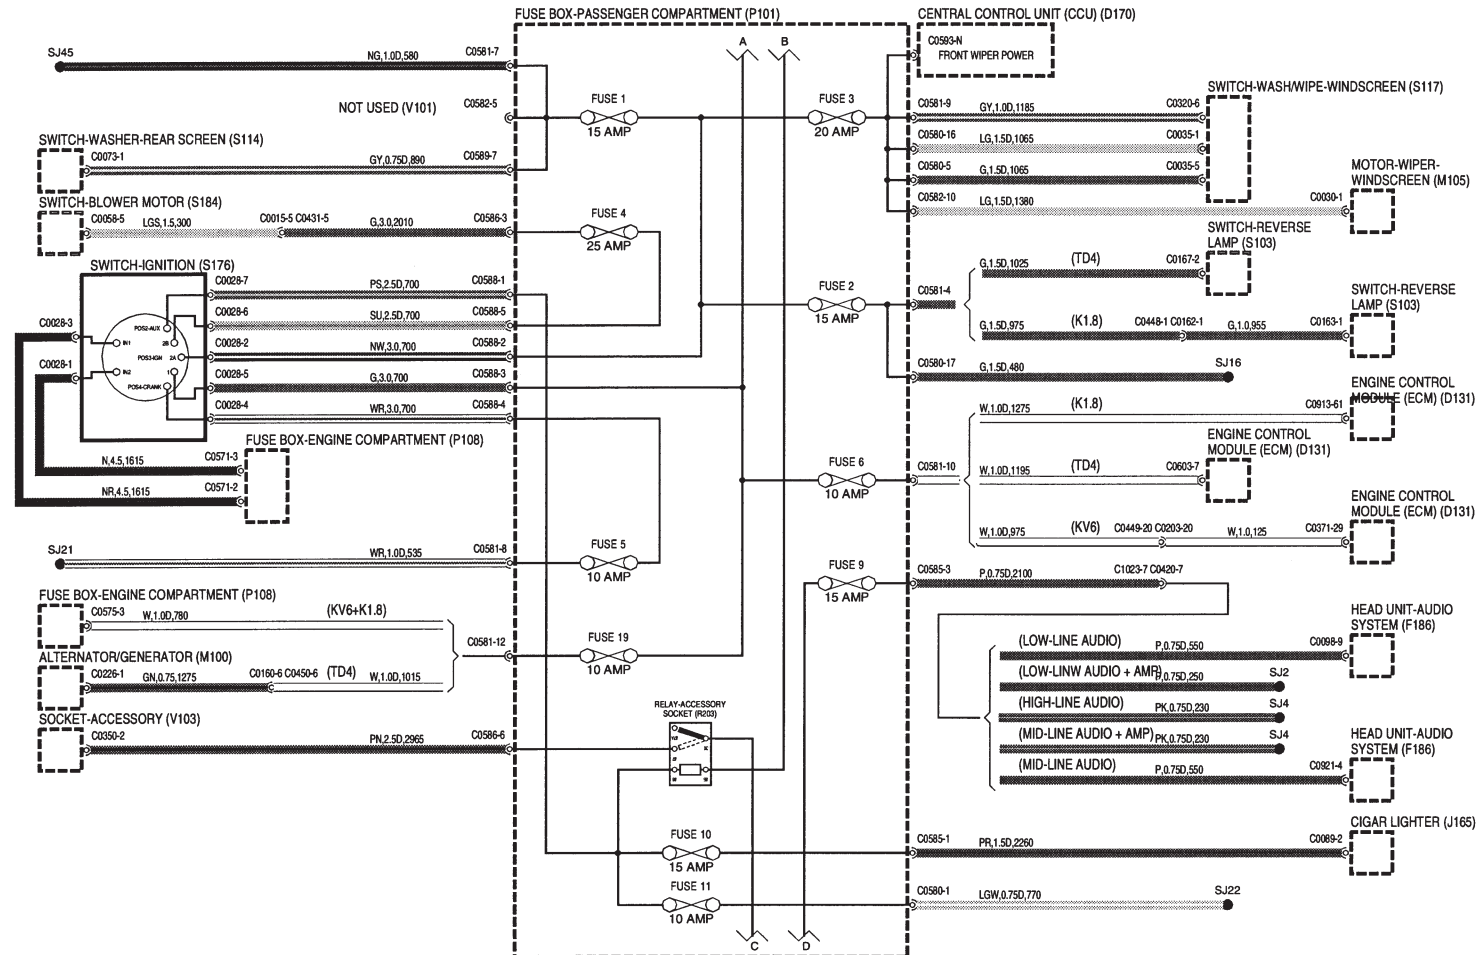 FUSE BOX-PASSENGER COMPARTMENT (P101)
CENTRAL CONTROL UNIT (CCU) (D170)
A
B
C0593-N
FRONT WIPER POWER
SJ45
NG,1.0D,580
C0581-7
NOT USED (V101)
C0582-5
FUSE 1
15 AMP
FUSE 3
20 AMP
SWITCH-WASHER-REAR SCREEN (S114)
C0073-1
GY,0.75D,890
C0589-7
SWITCH-BLOWER MOTOR (S184)
C0058-5
LGS,1.5,300
C0015-5 C0431-5
G,3.0,2010
C0586-3
FUSE 4
25 AMP
SWITCH-WASH/WIPE-WINDSCREEN (S117)
C0581-9
GY,1.0D,1185
C0320-6
C0580-16
LG,1.5D,1065
C0035-1
C0580-5
G,1.5D,1065
C0035-5
C0582-10
LG,1.5D,1380
C0030-1
MOTOR-WIPER-
WINDSCREEN (M105)
SWITCH-IGNITION (S176)
C0028-7
PS,2.5D,700
C0588-1
C0028-6
SU,2.5D,700
C0588-5
C0028-2
NW,3.0,700
C0588-2
C0028-5
G,3.0,700
C0588-3
C0028-4
WR,3.0,700
C0588-4
C0028-3
C0028-1
IN1
IN2
POS2-AUX
2B
POS3-IGN
2A
1
POS4-CRANK
FUSE BOX-ENGINE COMPARTMENT (P108)
N,4.5,1615
C0571-3
NR,4.5,1615
C0571-2
FUSE 2
15 AMP
SWITCH-REVERSE
LAMP (S103)
C0581-4
G,1.5D,1025
(TD4)
C0167-2
SWITCH-REVERSE
LAMP (S103)
G,1.5D,975
(K1.8)
C0448-1 C0162-1
G,1.0,955
C0163-1
C0580-17
G,1.5D,480
SJ16
ENGINE CONTROL
MODULE (ECM) (D131)
W,1.0D,1275
(K1.8)
C0913-61
FUSE 6
10 AMP
C0581-10
ENGINE CONTROL
MODULE (ECM) (D131)
W,1.0D,1195
(TD4)
C0603-7
ENGINE CONTROL
MODULE (ECM) (D131)
W,1.0D,975
(KV6)
C0449-20 C0203-20
W,1.0,125
C0371-29
SJ21
WR,1.0D,535
C0581-8
FUSE 5
10 AMP
FUSE 9
15 AMP
C0585-3
P,0.75D,2100
C1023-7 C0420-7
FUSE BOX-ENGINE COMPARTMENT (P108)
C0575-3
W,1.0D,780
(KV6+K1.8)
C0581-12
FUSE 19
10 AMP
ALTERNATOR/GENERATOR (M100)
C0226-1
GN,0.75,1275
C0160-6 C0450-6
(TD4)
W,1.0D,1015
SOCKET-ACCESSORY (V103)
C0350-2
PN,2.5D,2965
C0586-6
RELAY-ACCESSORY
SOCKET (R203)
HEAD UNIT-AUDIO
SYSTEM (F186)
(LOW-LINE AUDIO)
P,0.75D,550
C0098-9
(LOW-LINW AUDIO + AMP)
P,0.75D,250
SJ2
(HIGH-LINE AUDIO)
PK,0.75D,230
SJ4
(MID-LINE AUDIO + AMP)
PK,0.75D,230
SJ4
HEAD UNIT-AUDIO
SYSTEM (F186)
(MID-LINE AUDIO)
P,0.75D,550
C0921-4
FUSE 10
15 AMP
C0585-1
PR,1.5D,2260
C0089-2
CIGAR LIGHTER (J165)
FUSE 11
10 AMP
C0580-1
LGW,0.75D,770
SJ22
C
D